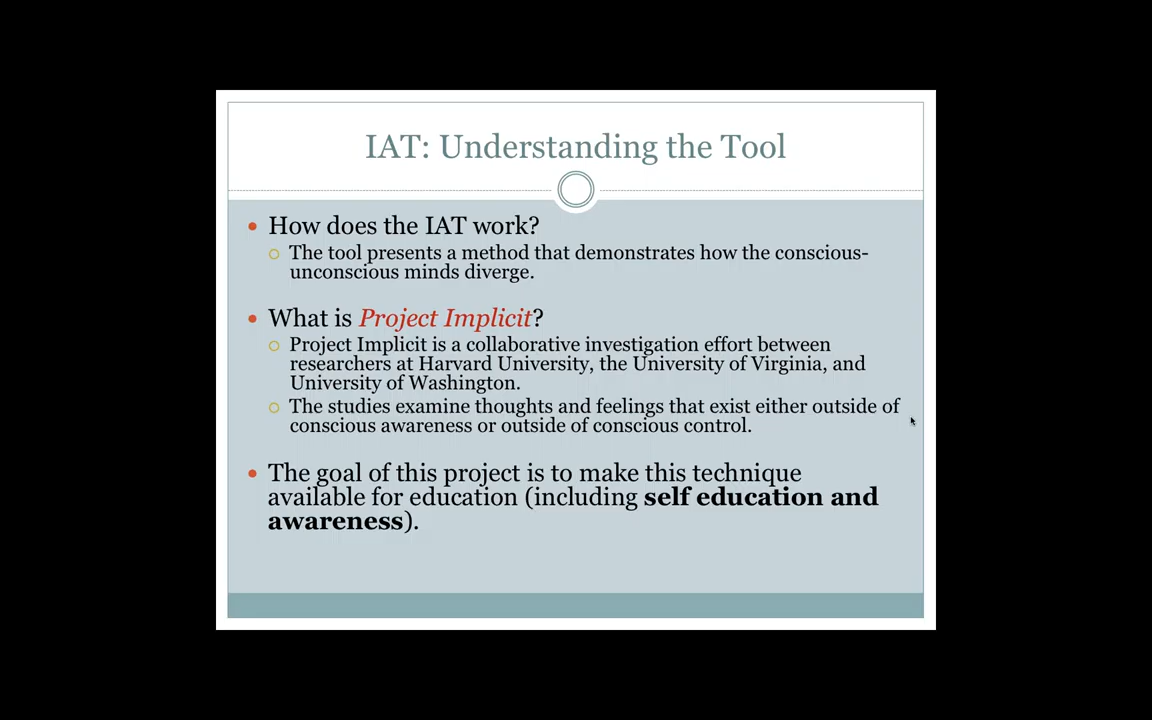 IAT: Understanding the Tool
How does the IAT work?
The tool presents a method that demonstrates how the conscious-
unconscious minds diverge.
What is Project Implicit?
Project Implicit is a collaborative investigation effort between
researchers at Harvard University, the University of Virginia, and
University of Washington.
The studies examine thoughts and feelings that exist either outside of
conscious awareness or outside of conscious control.
The goal of this project is to make this technique
available for education (including self education and
awareness).